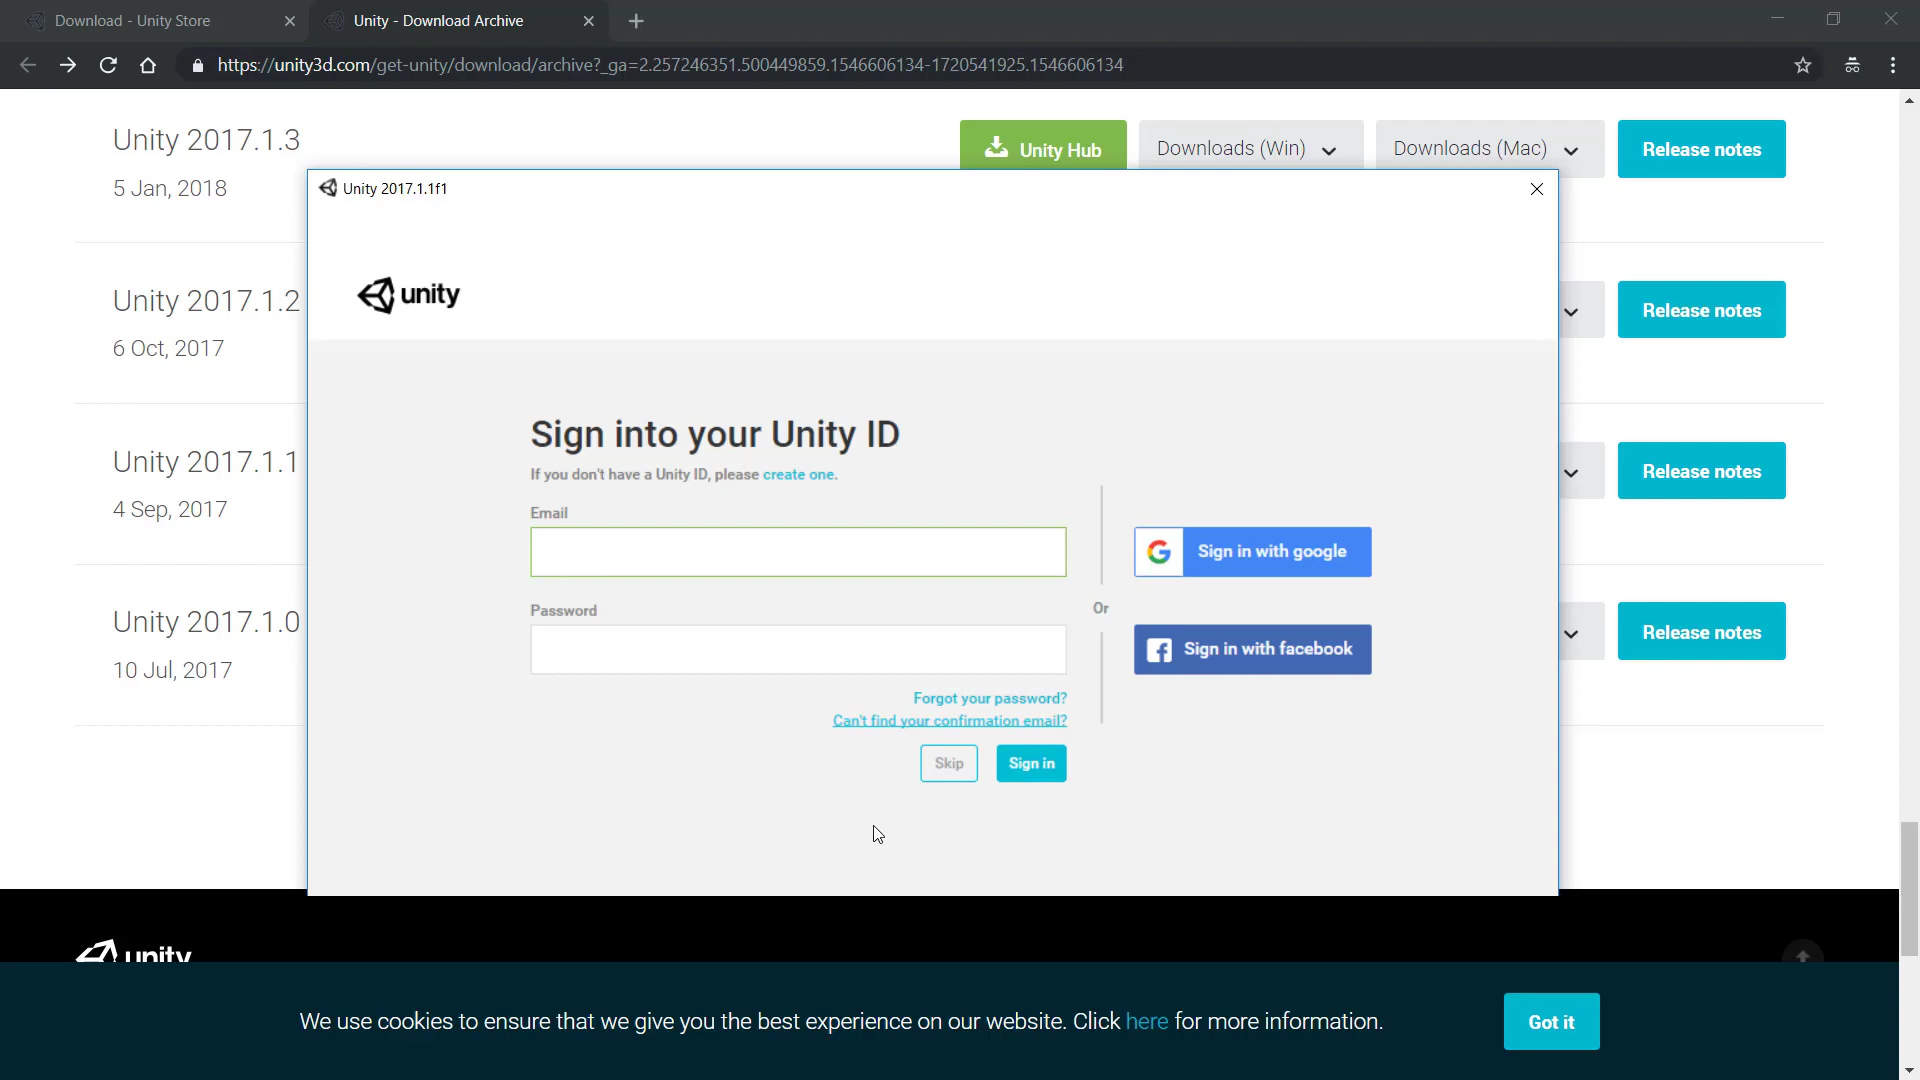 Download - Unity Store
Unity - Download Archive
https://unity3d.com/get-unity/download/archive?_ga=2.257246351.500449859.1546606134-1720541925.1546606134
Unity 2017.1.3
Unity Hub
Downloads (Win)
Downloads (Mac)
Release notes
5 Jan, 2018
Unity 2017.1.1f1
unity
Unity 2017.1.2
Release notes
6 Oct, 2017
Sign into your Unity ID
If you don't have a Unity ID, please create one.
Unity 2017.1.1
Release notes
4 Sep, 2017
Email
Sign in with google
Password
Or
Unity 2017.1.0
Release notes
10 Jul, 2017
Sign in with facebook
Forgot your password?
Can't find your confirmation email?
Skip
Sign in
unity
We use cookies to ensure that we give you the best experience on our website. Click here for more information.
Got it